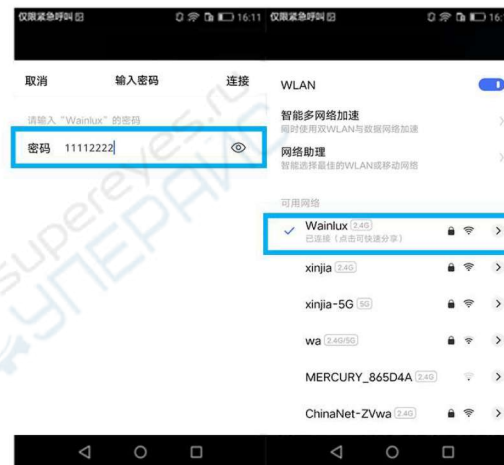 仅限紧急呼叫
16:11
取消
输入密码
连接
请输入 "Wainlux" 的密码
密码 11112222
仅限紧急呼叫
16:
WLAN
智能多网络加速
同时使用双WLAN与数据网络加速
网络助理
智能选择最佳的WLAN或移动网络
可用网络
Wainlux 2.4G
已连接（点击可快速分享）
xinjia 2.4G
xinjia-5G 5G
wa 2.4G/5G
MERCURY_865D4A 2.4G
ChinaNet-ZVwa 2.4G
supereyes.ru
СУПЕРАЙС